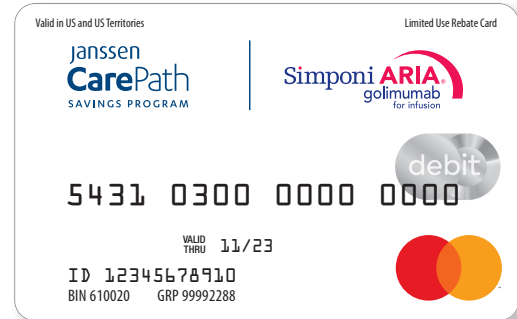 Valid in US and US Territories
Limited Use Rebate Card
Janssen
CarePath
SAVINGS PROGRAM
Simponi ARIA®
golimumab
for infusion
debit
5431 0300 0000 0000
VALID THRU 11/23
ID 12345678910
BIN 610020 GRP 99992288